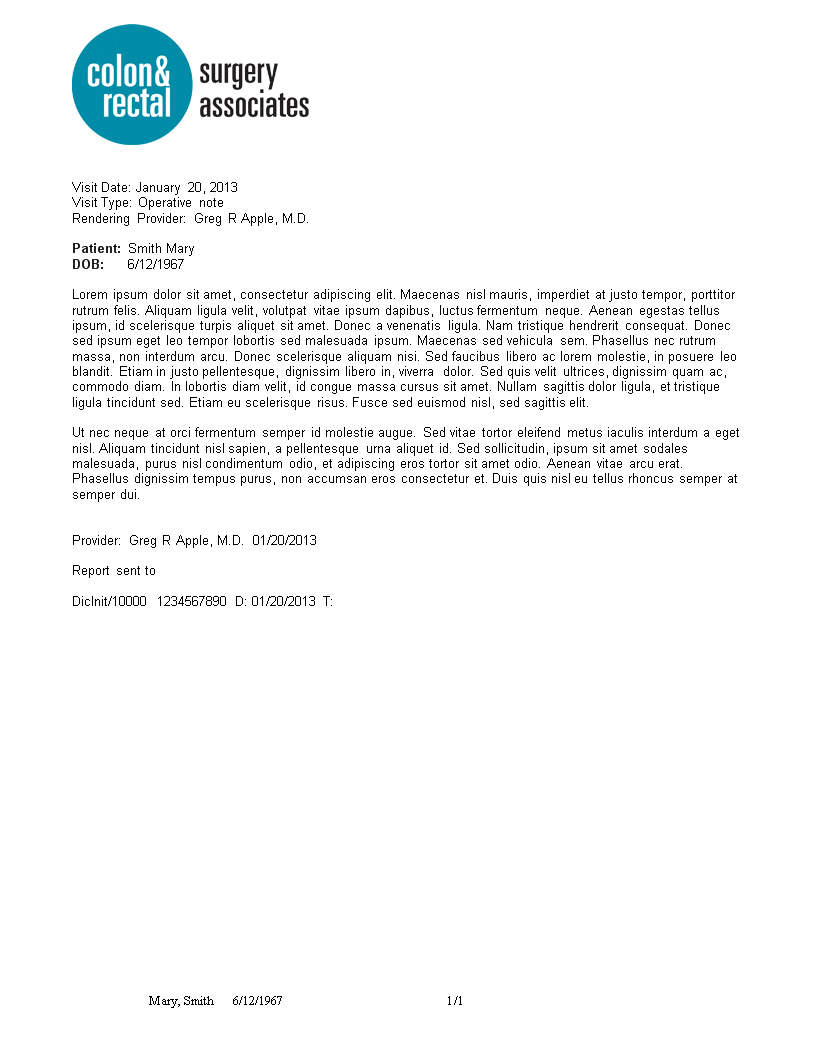 colon& rectal surgery associates
Visit Date: January 20, 2013
Visit Type: Operative note
Rendering Provider: Greg R Apple, M.D.
Patient: Smith Mary
DOB: 6/12/1967
Lorem ipsum dolor sit amet, consectetur adipiscing elit. Maecenas nisl mauris, imperdiet at justo tempor, porttitor
rutrum felis. Aliquam ligula velit, volutpat vitae ipsum dapibus, luctus fermentum neque. Aenean egestas tellus
ipsum, id scelerisque turpis aliquet sit amet. Donec a venenatis ligula. Nam tristique hendrerit consequat. Donec
sed ipsum eget leo tempor lobortis sed malesuada ipsum. Maecenas sed vehicula sem. Phasellus nec rutrum
massa, non interdum arcu. Donec scelerisque aliquam nisi. Sed faucibus libero ac lorem molestie, in posuere leo
blandit. Etiam in justo pellentesque, dignissim libero in, viverra dolor. Sed quis velit ultrices, dignissim quam ac,
commodo diam. In lobortis diam velit, id congue massa cursus sit amet. Nullam sagittis dolor ligula, et tristique
ligula tincidunt sed. Etiam eu scelerisque risus. Fusce sed euismod nisl, sed sagittis elit.
Ut nec neque at orci fermentum semper id molestie augue. Sed vitae tortor eleifend metus iaculis interdum a eget
nisl. Aliquam tincidunt nisl sapien, a pellentesque urna aliquet id. Sed sollicitudin, ipsum sit amet sodales
malesuada, purus nisl condimentum odio, et adipiscing eros tortor sit amet odio. Aenean vitae arcu erat.
Phasellus dignissim tempus purus, non accumsan eros consectetur et. Duis quis nisl eu tellus rhoncus semper at
semper dui.
Provider: Greg R Apple, M.D. 01/20/2013
Report sent to
DicInit/10000 1234567890 D: 01/20/2013 T:
Mary, Smith 6/12/1967 1/1